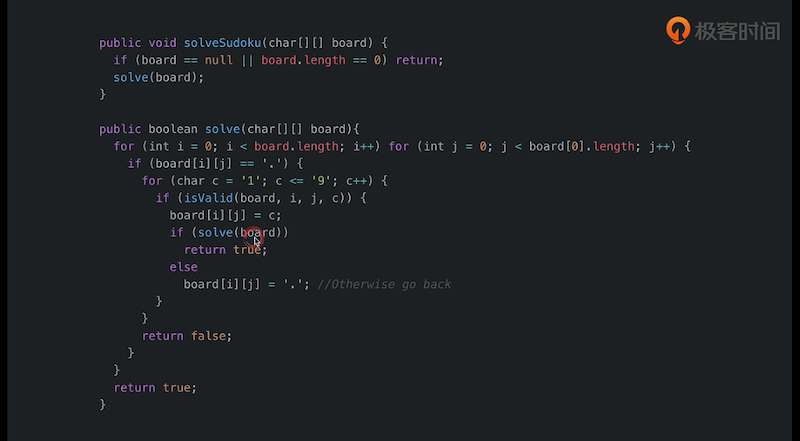 极客时间
public void solveSudoku(char[][] board) {
  if (board == null || board.length == 0) return;
  solve(board);
}

public boolean solve(char[][] board){
  for (int i = 0; i < board.length; i++) for (int j = 0; j < board[0].length; j++) {
    if (board[i][j] == '.') {
      for (char c = '1'; c <= '9'; c++) {
        if (isValid(board, i, j, c)) {
          board[i][j] = c;
          if (solve(board))
            return true;
          else
            board[i][j] = '.'; //Otherwise go back
        }
      }
      return false;
    }
  }
  return true;
}